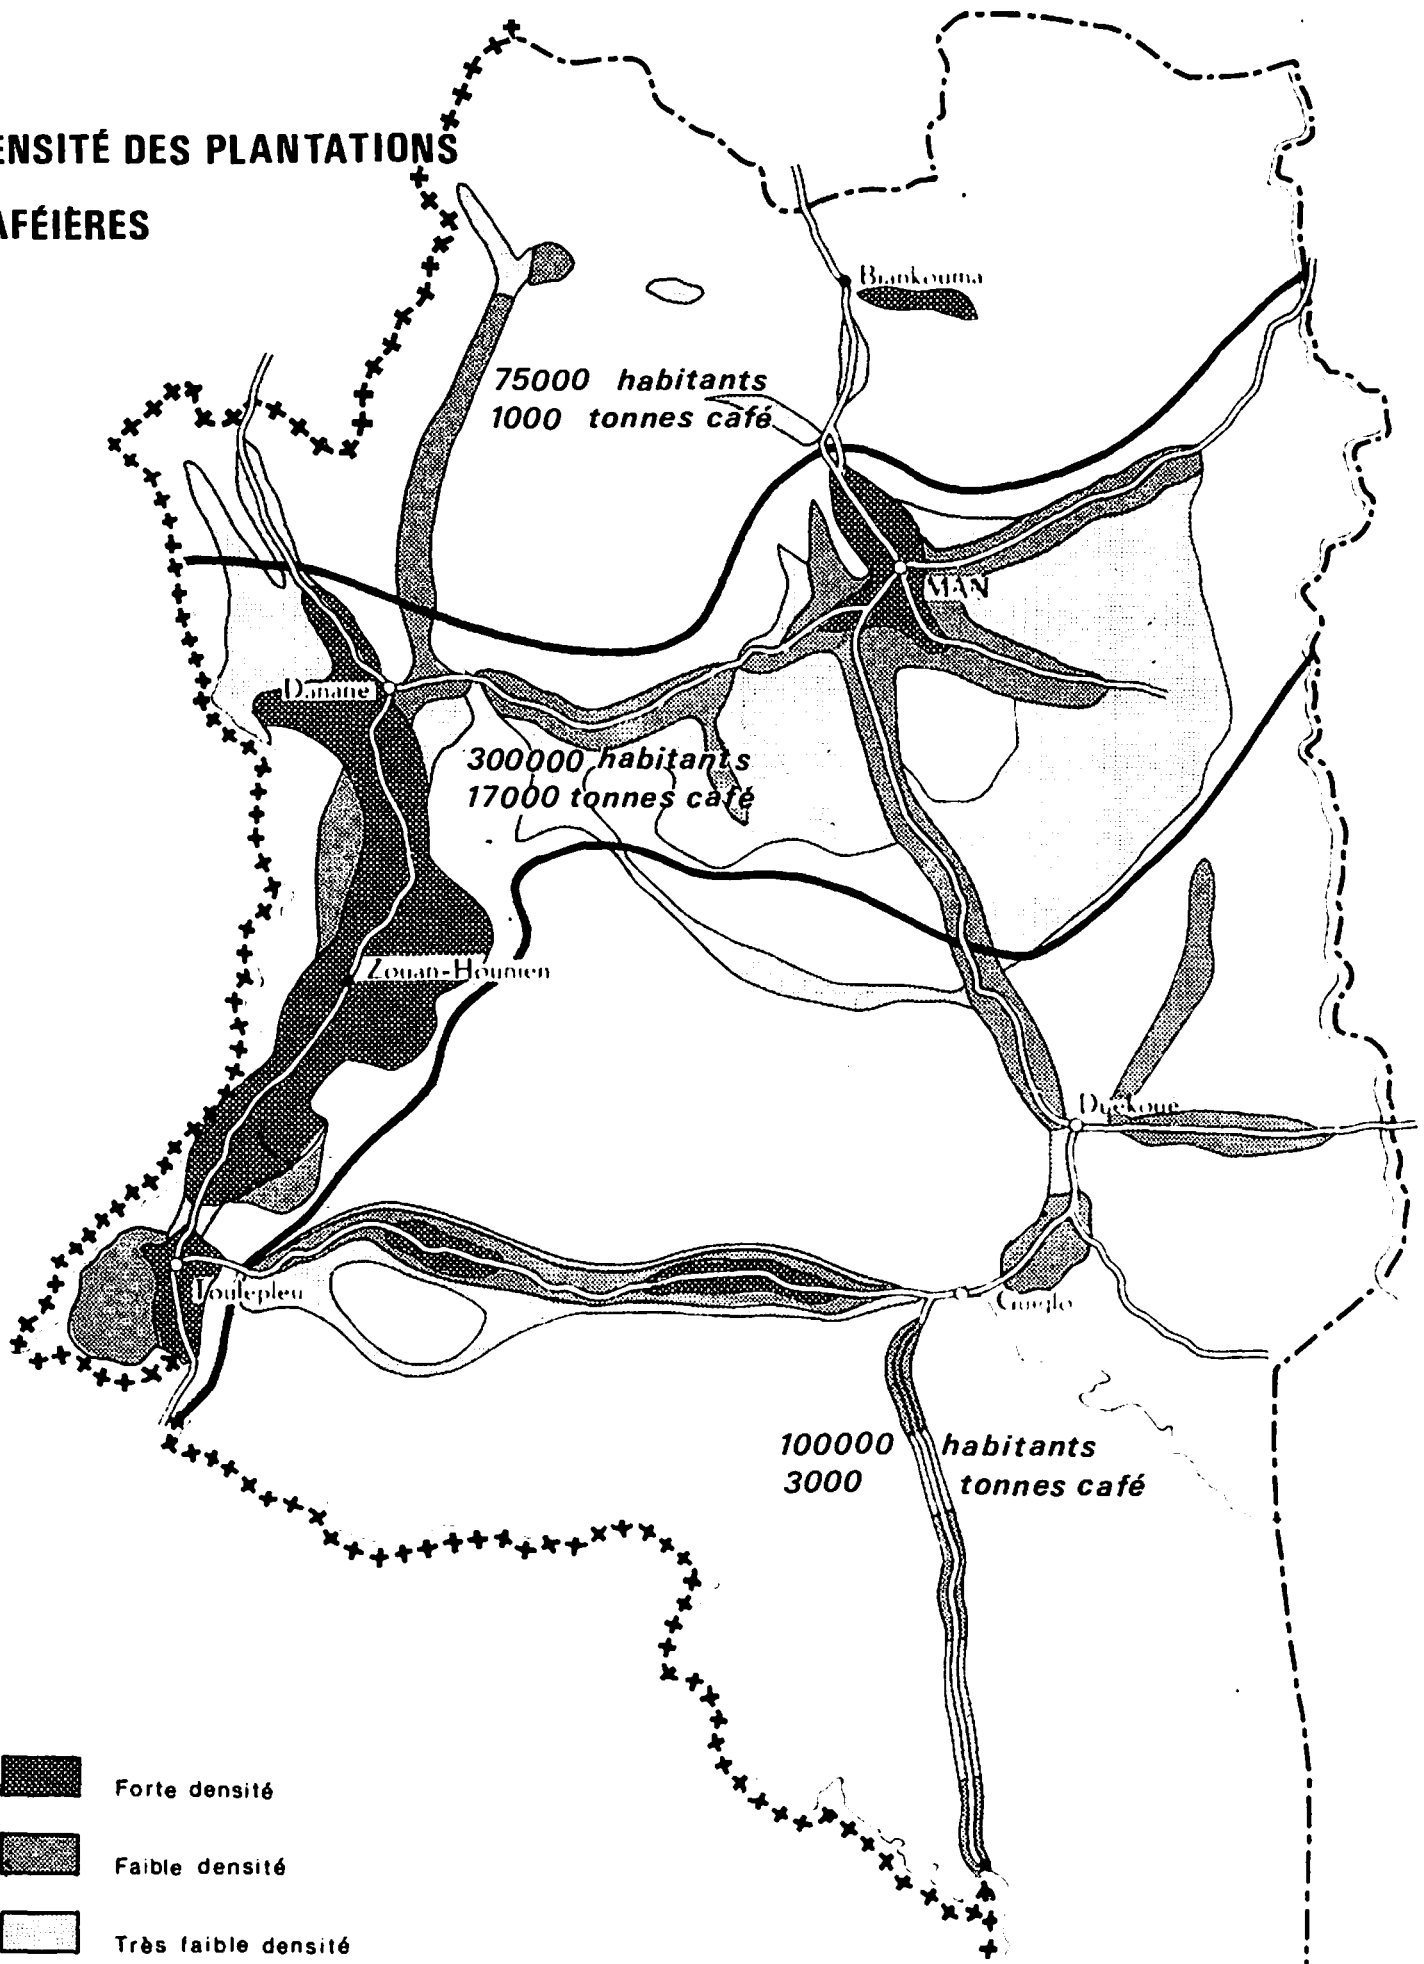 ENSITÉ DES PLANTATIONS
AFÉIÈRES
Biankouma
75000 habitants
1000 tonnes café
MAN
Danane
300000 habitants
17000 tonnes café
Zouan-Hounien
Duékoué
Toulepleu
Guiglo
100000 habitants
3000 tonnes café
Forte densité
Faible densité
Très faible densité